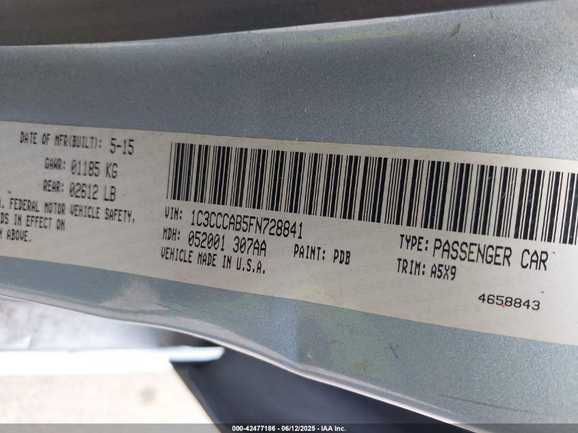 DATE OF MFR(BUILT): 5-15
GAWR: 01185 KG
REAR: 02612 LB
FEDERAL MOTOR VEHICLE SAFETY,
DS IN EFFECT ON
ABOVE.
VIN: 1C3CCCAB5FN728841
MDH: 052001 307AA PAINT: PDB
VEHICLE MADE IN U.S.A.
TYPE: PASSENGER CAR
TRIM: A5X9
4658843
000-42477186 - 06/12/2025 - IAA Inc.